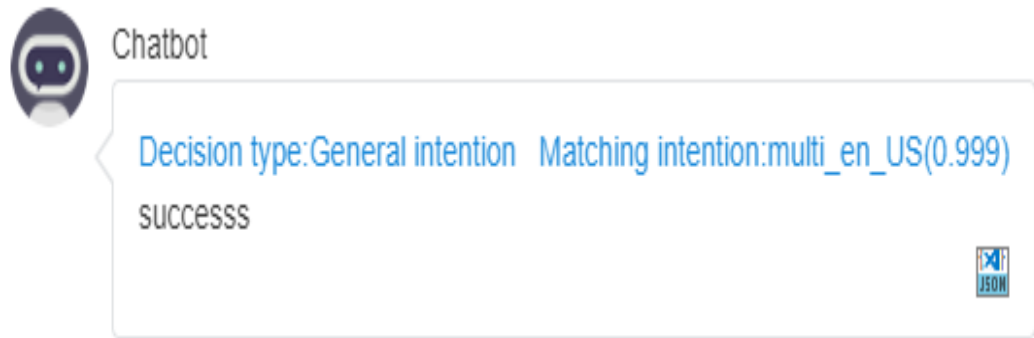 Chatbot
Decision type:General intention Matching intention:multi_en_US(0.999)
successs
JSON